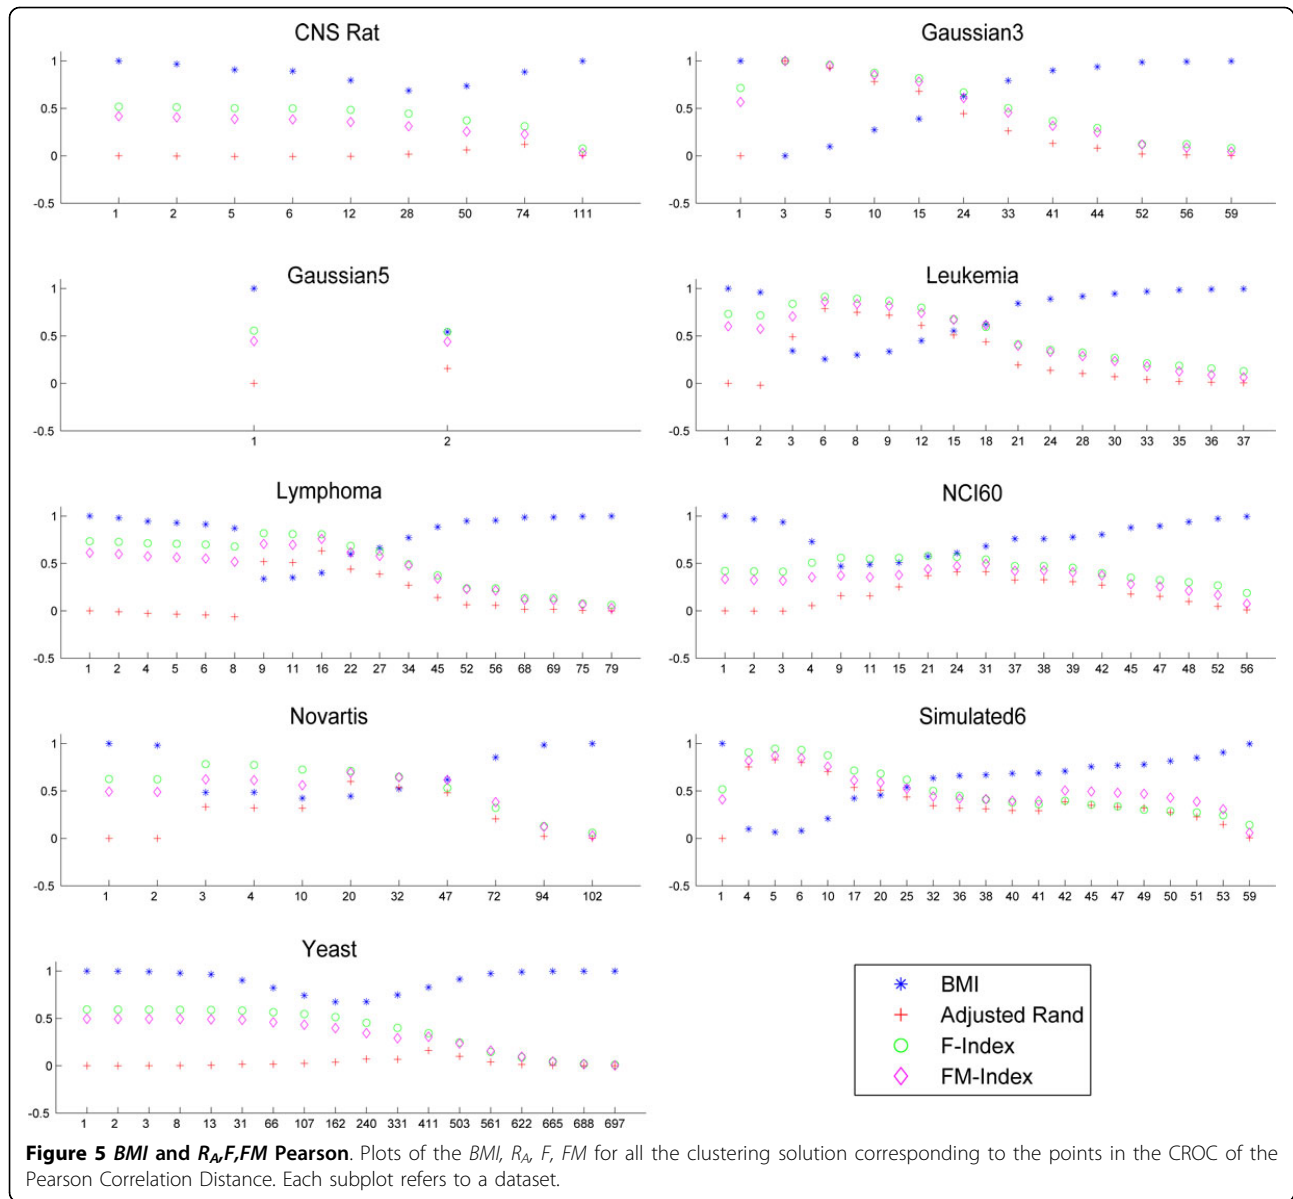 CNS Rat
1
0.5
0
-0.5
1 2 5 6 12 28 50 74 111
Gaussian3
1
0.5
0
-0.5
1 3 5 10 15 24 33 41 44 52 56 59
Gaussian5
1
0.5
0
-0.5
1 2
Leukemia
1
0.5
0
-0.5
1 2 3 6 8 9 12 15 18 21 24 28 30 33 35 36 37
Lymphoma
1
0.5
0
-0.5
1 2 4 5 6 8 9 11 16 22 27 34 45 52 56 68 69 75 79
NCI60
1
0.5
0
-0.5
1 2 3 4 9 11 15 21 24 31 37 38 39 42 45 47 48 52 56
Novartis
1
0.5
0
-0.5
1 2 3 4 10 20 32 47 72 94 102
Simulated6
1
0.5
0
-0.5
1 4 5 6 10 17 20 25 32 36 38 40 41 42 45 47 49 50 51 53 59
Yeast
1
0.5
0
-0.5
1 2 3 8 13 31 66 107 162 240 331 411 503 561 622 665 688 697
BMI
Adjusted Rand
F-Index
FM-Index
Figure 5 BMI and R_A,F,FM Pearson. Plots of the BMI, R_A, F, FM for all the clustering solution corresponding to the points in the CROC of the
Pearson Correlation Distance. Each subplot refers to a dataset.